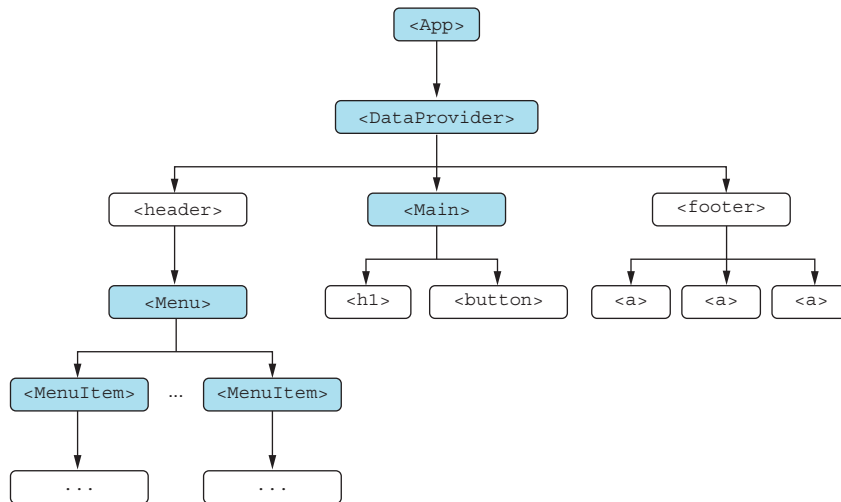 <App>
<DataProvider>
<header> <Main> <footer>
<Menu> <h1> <button> <a> <a> <a>
<MenuItem> ... <MenuItem>
... ...